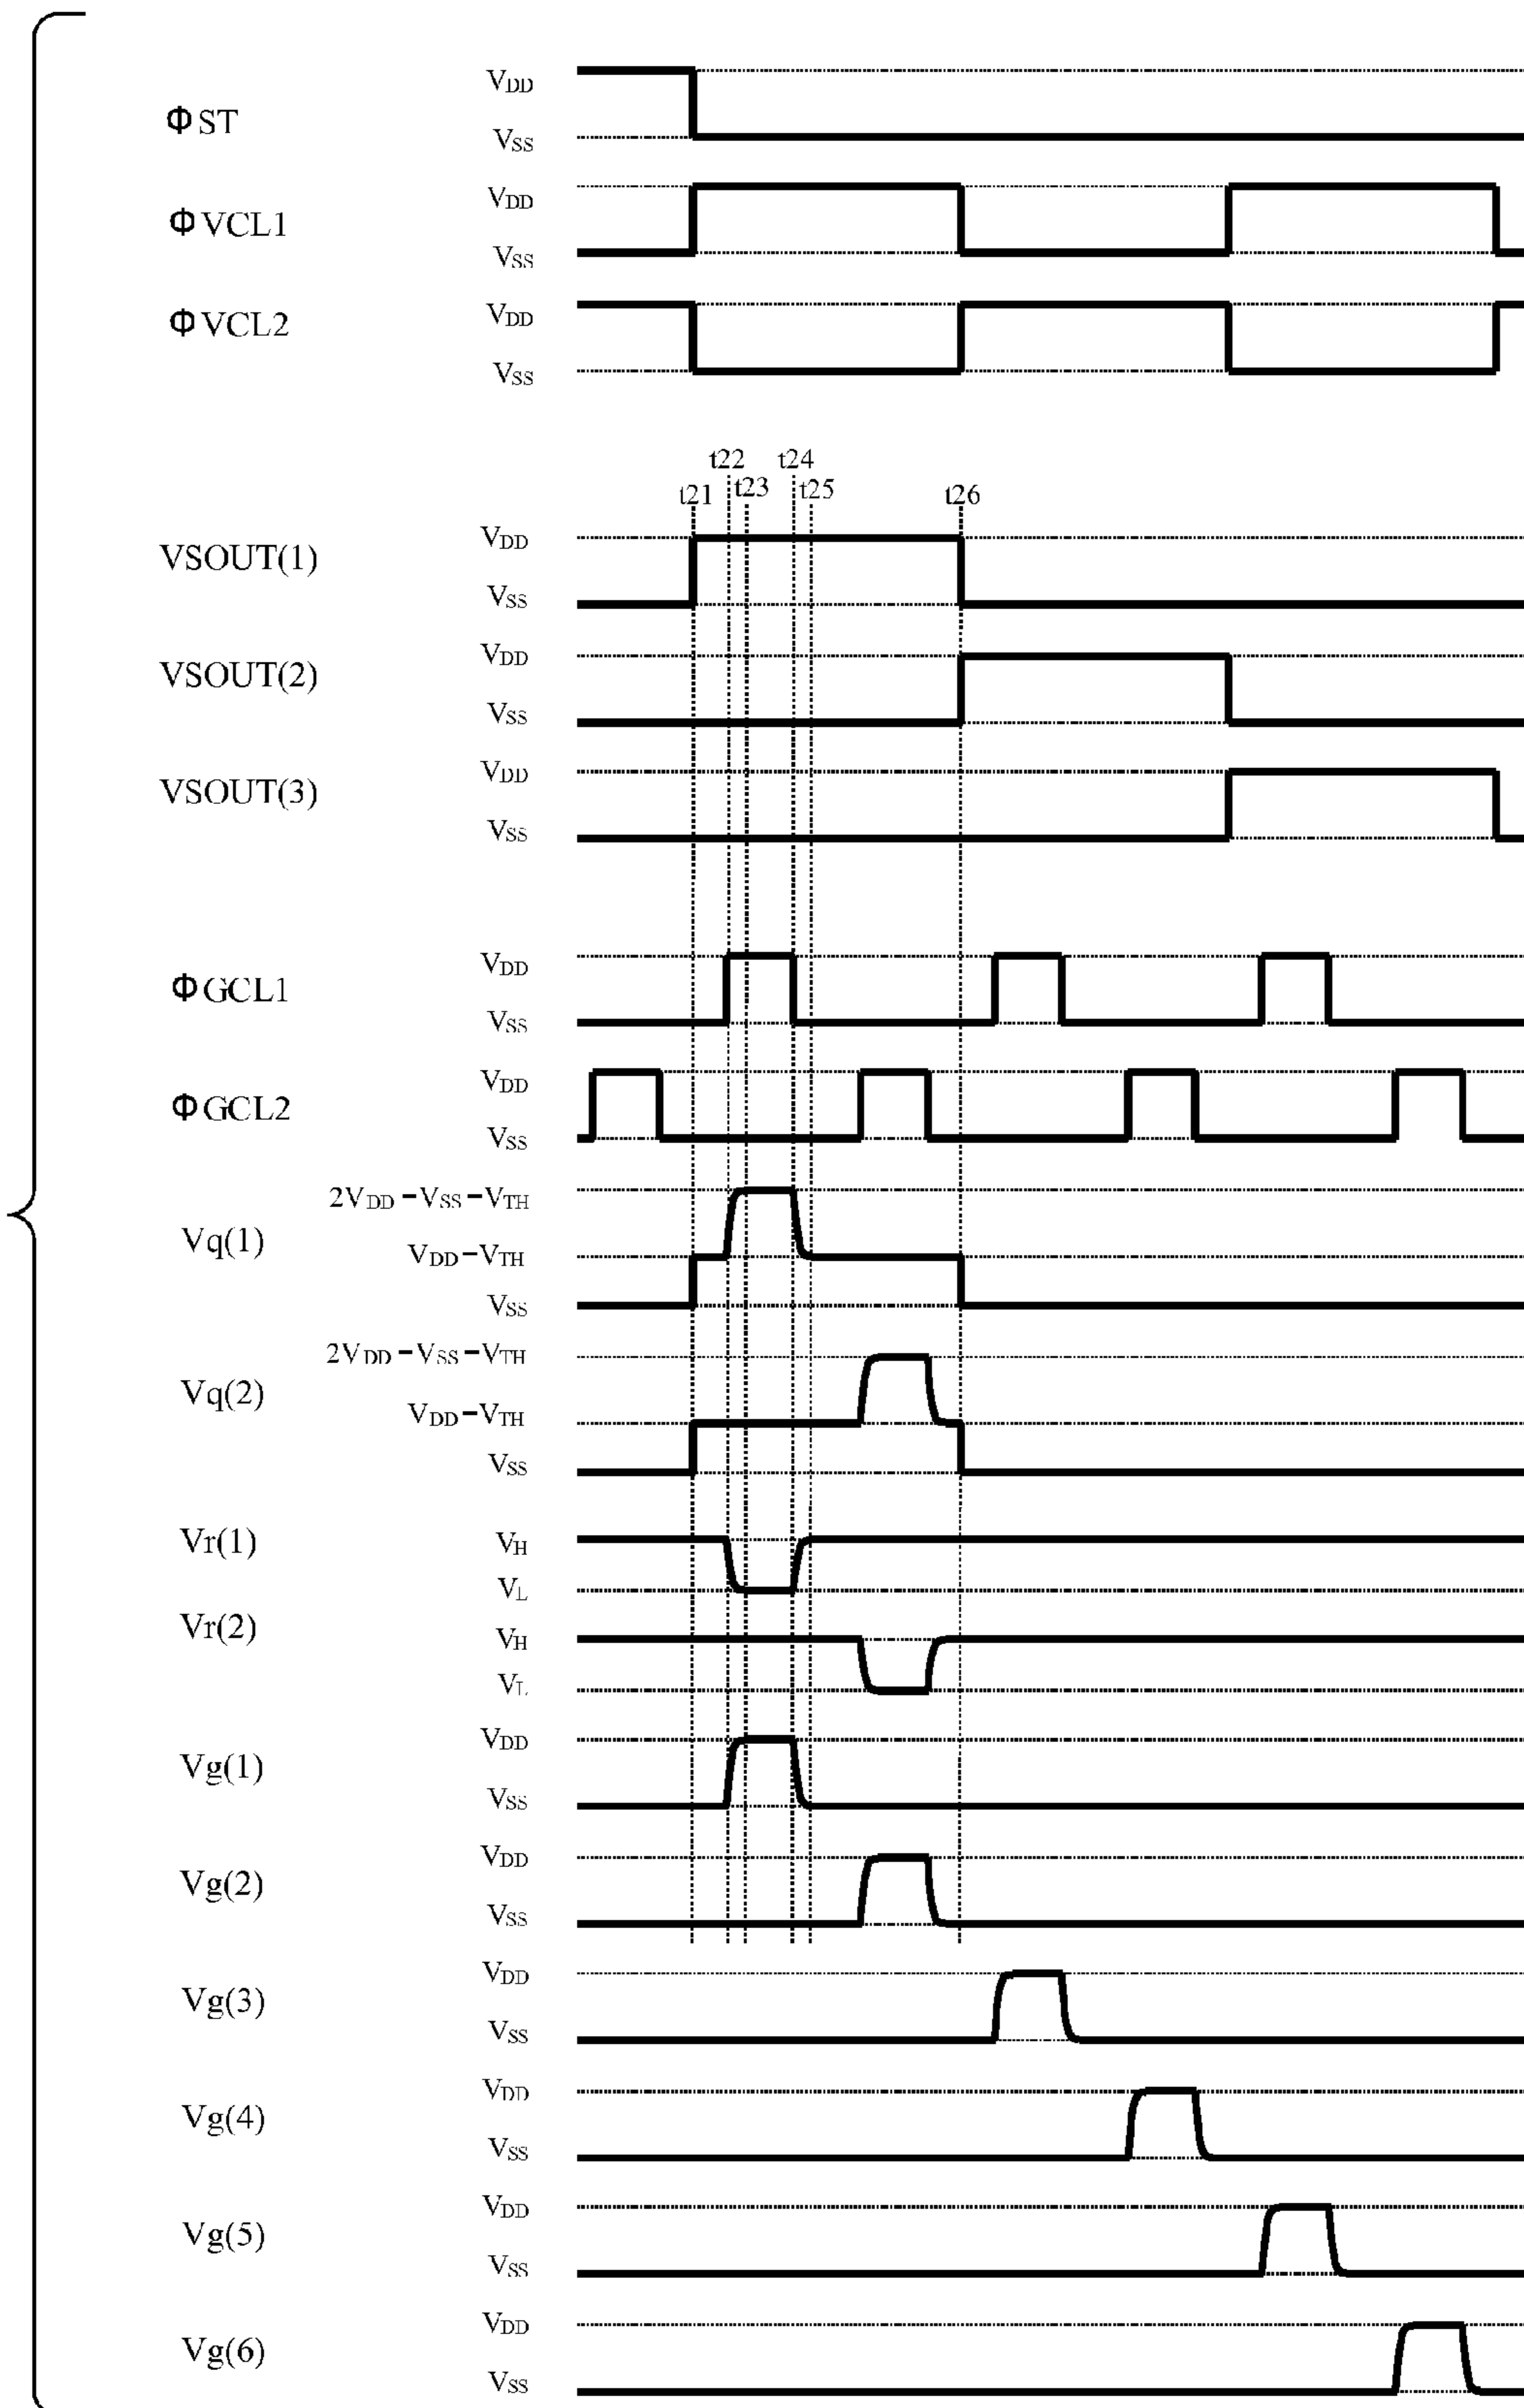 ΦST
VDD
VSS
ΦVCL1
VDD
VSS
ΦVCL2
VDD
VSS
t22
t24
t21
t23
t25
t26
VSOUT(1)
VDD
VSS
VSOUT(2)
VDD
VSS
VSOUT(3)
VDD
VSS
ΦGCL1
VDD
VSS
ΦGCL2
VDD
VSS
Vq(1)
2VDD−VSS−VTH
VDD−VTH
VSS
Vq(2)
2VDD−VSS−VTH
VDD−VTH
VSS
Vr(1)
VH
VL
Vr(2)
VH
VL
Vg(1)
VDD
VSS
Vg(2)
VDD
VSS
Vg(3)
VDD
VSS
Vg(4)
VDD
VSS
Vg(5)
VDD
VSS
Vg(6)
VDD
VSS